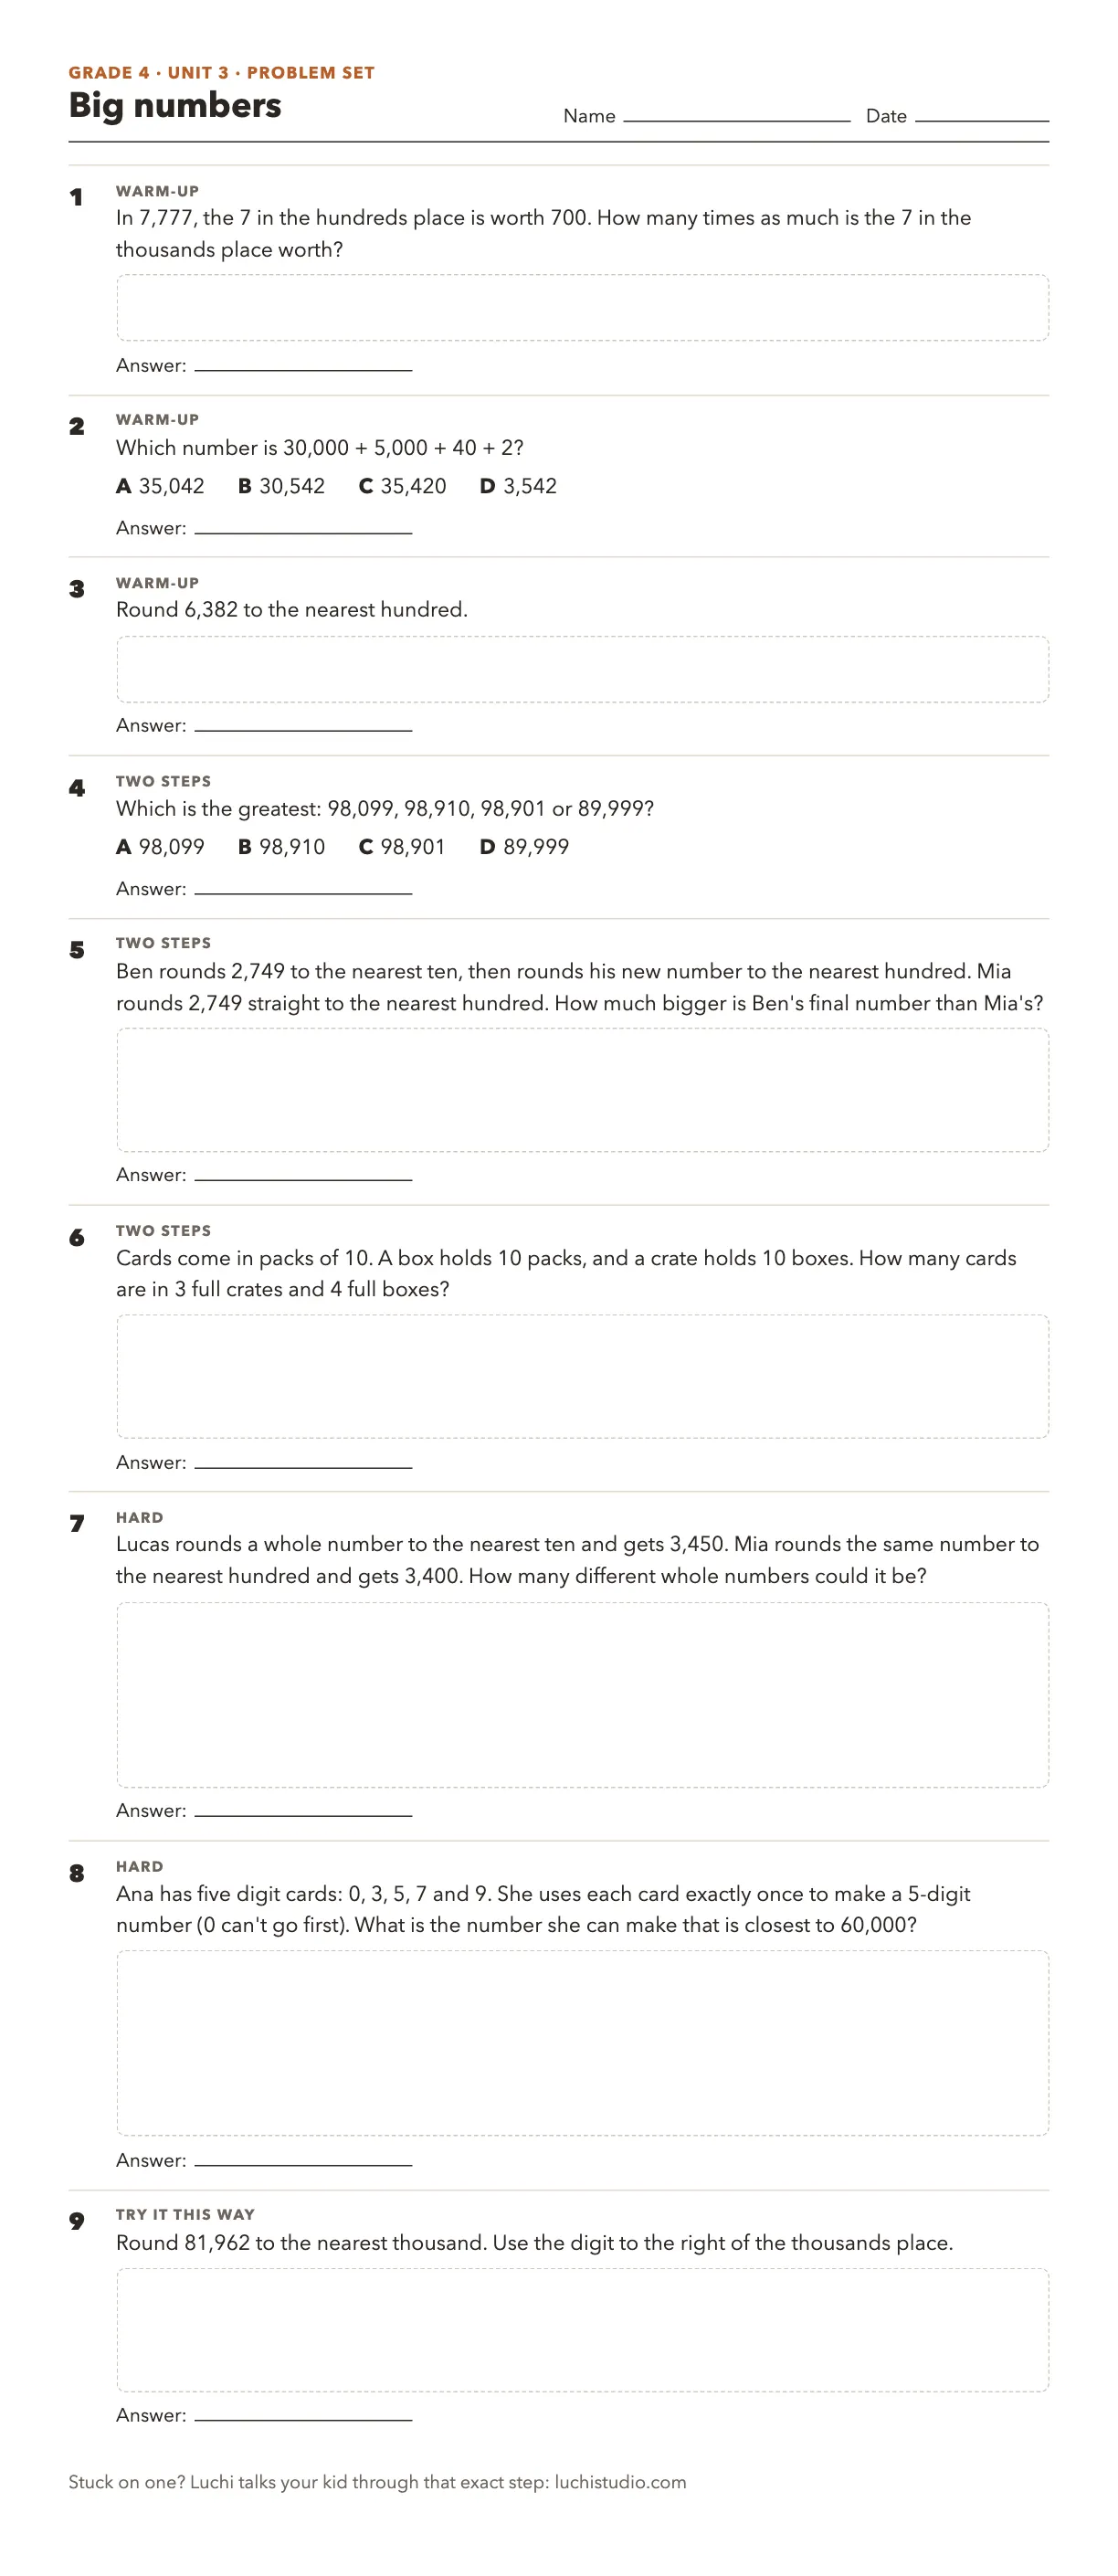 GRADE 4 · UNIT 3 · PROBLEM SET
Big numbers
Name
Date
1
WARM-UP
In 7,777, the 7 in the hundreds place is worth 700. How many times as much is the 7 in the
thousands place worth?
Answer:
2
WARM-UP
Which number is 30,000 + 5,000 + 40 + 2?
A 35,042 B 30,542 C 35,420 D 3,542
Answer:
3
WARM-UP
Round 6,382 to the nearest hundred.
Answer:
4
TWO STEPS
Which is the greatest: 98,099, 98,910, 98,901 or 89,999?
A 98,099 B 98,910 C 98,901 D 89,999
Answer:
5
TWO STEPS
Ben rounds 2,749 to the nearest ten, then rounds his new number to the nearest hundred. Mia
rounds 2,749 straight to the nearest hundred. How much bigger is Ben's final number than Mia's?
Answer:
6
TWO STEPS
Cards come in packs of 10. A box holds 10 packs, and a crate holds 10 boxes. How many cards
are in 3 full crates and 4 full boxes?
Answer:
7
HARD
Lucas rounds a whole number to the nearest ten and gets 3,450. Mia rounds the same number to
the nearest hundred and gets 3,400. How many different whole numbers could it be?
Answer:
8
HARD
Ana has five digit cards: 0, 3, 5, 7 and 9. She uses each card exactly once to make a 5-digit
number (0 can't go first). What is the number she can make that is closest to 60,000?
Answer:
9
TRY IT THIS WAY
Round 81,962 to the nearest thousand. Use the digit to the right of the thousands place.
Answer:
Stuck on one? Luchi talks your kid through that exact step: luchistudio.com